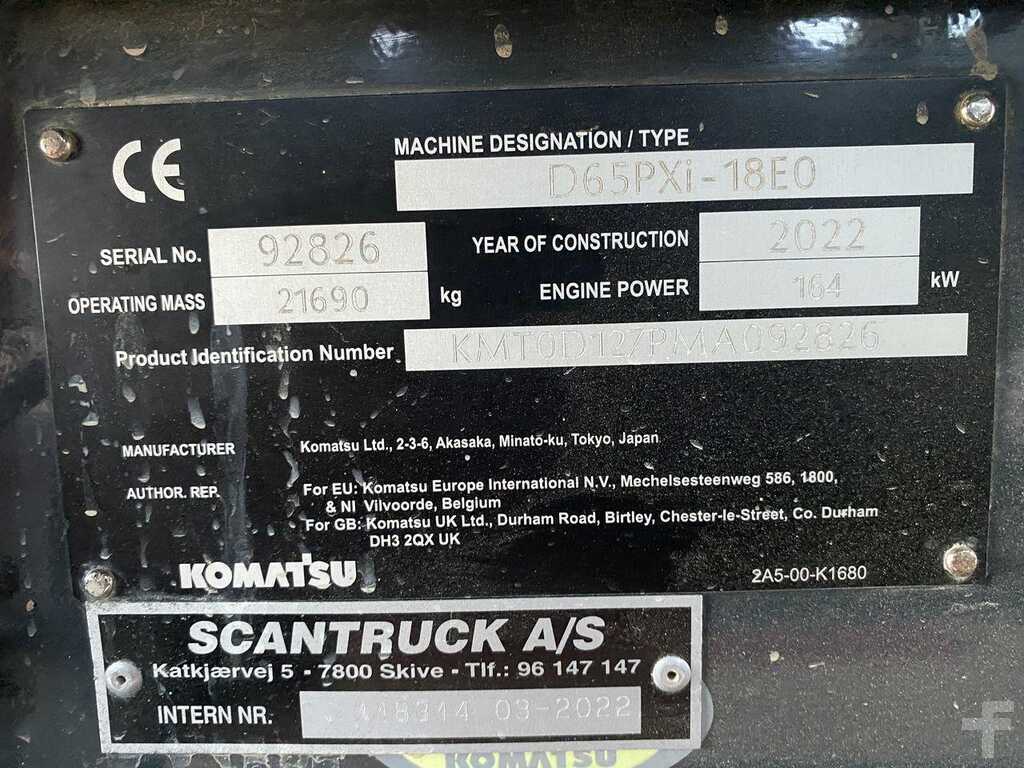 CE
MACHINE DESIGNATION / TYPE
D65PXi-18E0
SERIAL No. 92826 YEAR OF CONSTRUCTION 2022
OPERATING MASS 21690 kg ENGINE POWER 164 kW
Product Identification Number KMT0D127PMA092826
MANUFACTURER Komatsu Ltd., 2-3-6, Akasaka, Minato-ku, Tokyo, Japan
AUTHOR. REP. For EU: Komatsu Europe International N.V., Mechelsesteenweg 586, 1800,
& NI Vilvoorde, Belgium
For GB: Komatsu UK Ltd., Durham Road, Birtley, Chester-le-Street, Co. Durham
DH3 2QX UK
KOMATSU 2A5-00-K1680
SCANTRUCK A/S
Katkjærvej 5 - 7800 Skive - Tlf.: 96 147 147
INTERN NR. 03-2022
KOMATSU